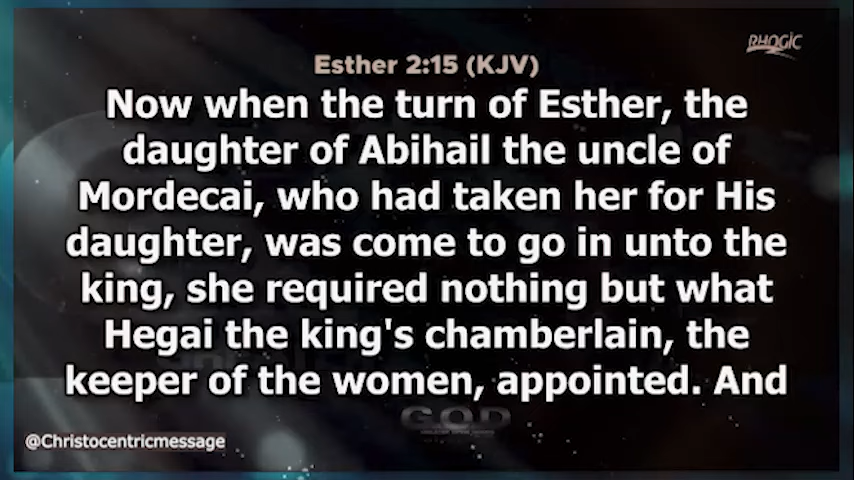 RHOGIC
Esther 2:15 (KJV)
Now when the turn of Esther, the
daughter of Abihail the uncle of
Mordecai, who had taken her for His
daughter, was come to go in unto the
king, she required nothing but what
Hegai the king's chamberlain, the
keeper of the women, appointed. And
G.O.D
@Christocentricmessage